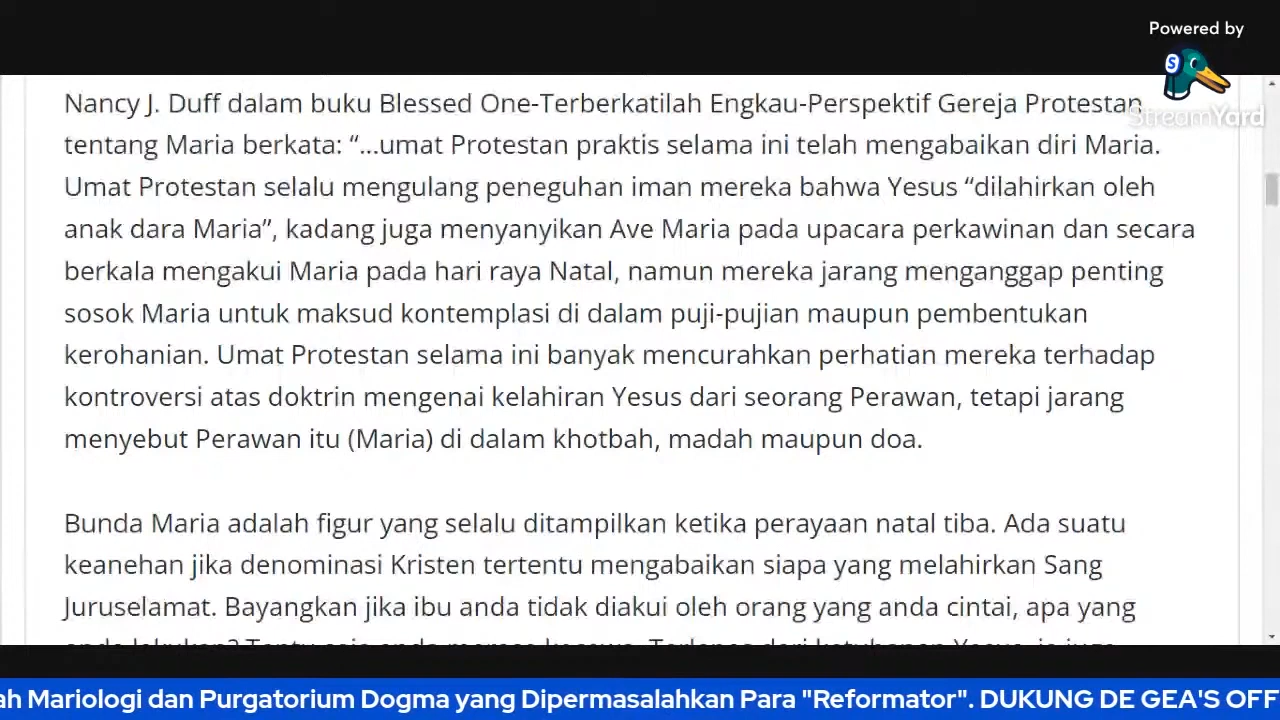 Powered by
StreamYard
Nancy J. Duff dalam buku Blessed One-Terberkatilah Engkau-Perspektif Gereja Protestan
tentang Maria berkata: “...umat Protestan praktis selama ini telah mengabaikan diri Maria.
Umat Protestan selalu mengulang peneguhan iman mereka bahwa Yesus “dilahirkan oleh
anak dara Maria”, kadang juga menyanyikan Ave Maria pada upacara perkawinan dan secara
berkala mengakui Maria pada hari raya Natal, namun mereka jarang menganggap penting
sosok Maria untuk maksud kontemplasi di dalam puji-pujian maupun pembentukan
kerohanian. Umat Protestan selama ini banyak mencurahkan perhatian mereka terhadap
kontroversi atas doktrin mengenai kelahiran Yesus dari seorang Perawan, tetapi jarang
menyebut Perawan itu (Maria) di dalam khotbah, madah maupun doa.
Bunda Maria adalah figur yang selalu ditampilkan ketika perayaan natal tiba. Ada suatu
keanehan jika denominasi Kristen tertentu mengabaikan siapa yang melahirkan Sang
Juruselamat. Bayangkan jika ibu anda tidak diakui oleh orang yang anda cintai, apa yang
ah Mariologi dan Purgatorium Dogma yang Dipermasalahkan Para "Reformator". DUKUNG DE GEA'S OFF